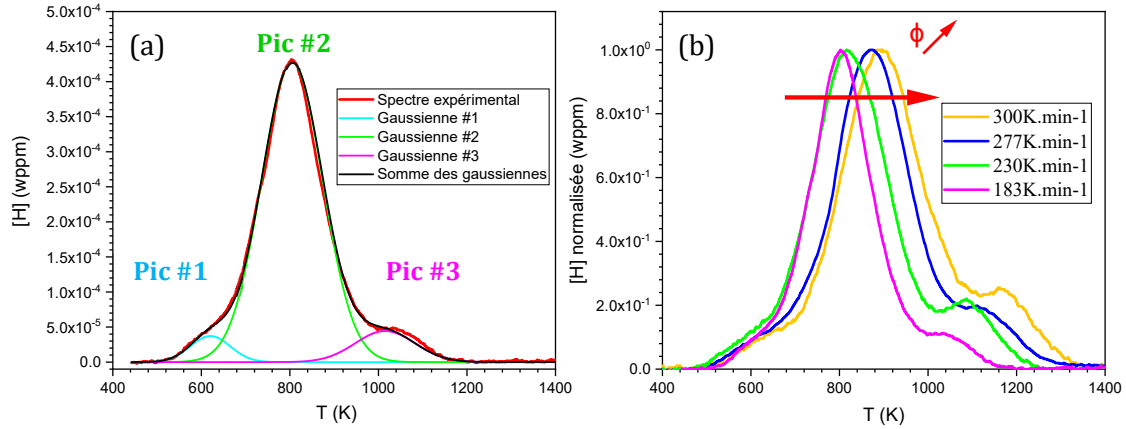 (a)
Pic #2
Pic #1
Pic #3
Spectre expérimental
Gaussienne #1
Gaussienne #2
Gaussienne #3
Somme des gaussiennes
[H] (wppm)
5.0x10⁻⁴
4.5x10⁻⁴
4.0x10⁻⁴
3.5x10⁻⁴
3.0x10⁻⁴
2.5x10⁻⁴
2.0x10⁻⁴
1.5x10⁻⁴
1.0x10⁻⁴
5.0x10⁻⁵
0.0
400 600 800 1000 1200 1400
T (K)
(b)
ϕ
300K.min-1
277K.min-1
230K.min-1
183K.min-1
[H] normalisée (wppm)
1.0x10⁰
8.0x10⁻¹
6.0x10⁻¹
4.0x10⁻¹
2.0x10⁻¹
0.0
400 600 800 1000 1200 1400
T (K)